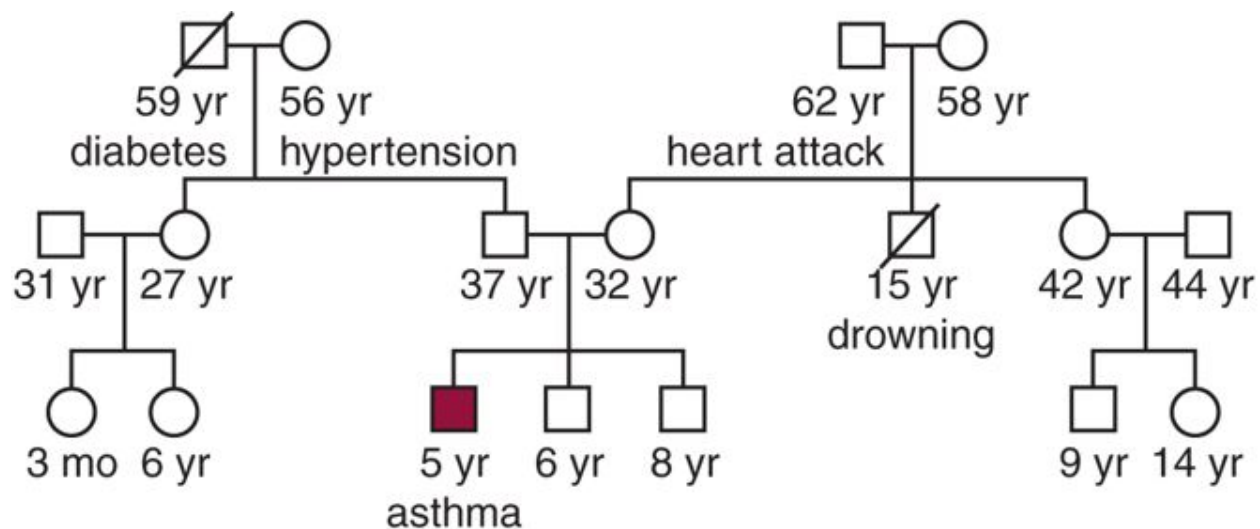 59 yr 56 yr 62 yr 58 yr
diabetes hypertension heart attack
31 yr 27 yr 37 yr 32 yr 15 yr 42 yr 44 yr
drowning
3 mo 6 yr 5 yr 6 yr 8 yr 9 yr 14 yr
asthma